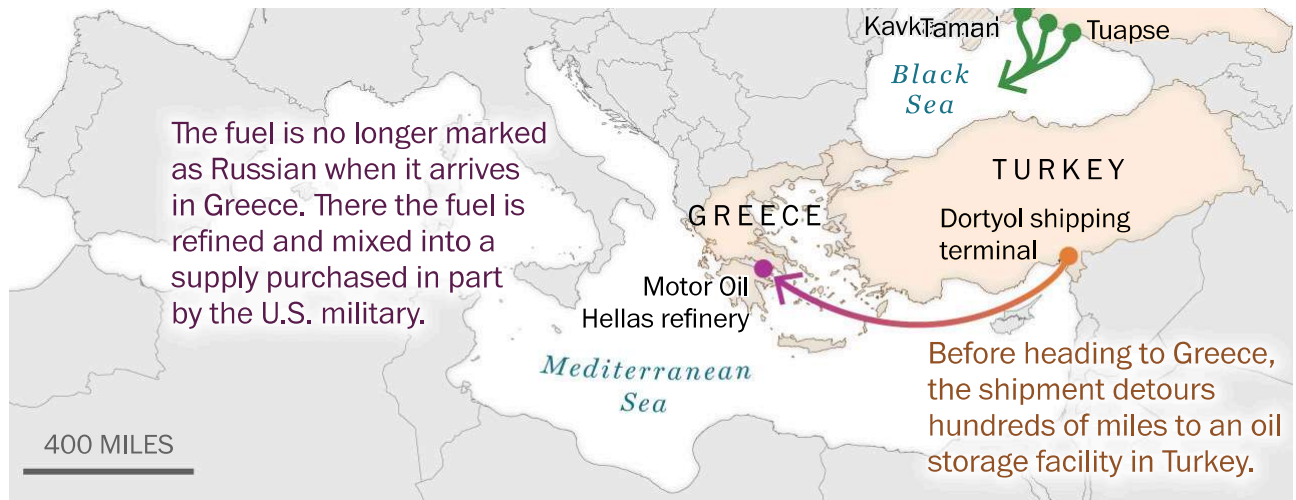 Kavk
Taman
Tuapse
Black
Sea
The fuel is no longer marked
as Russian when it arrives
in Greece. There the fuel is
refined and mixed into a
supply purchased in part
by the U.S. military.
TURKEY
GREECE
Dortyol shipping
terminal
Motor Oil
Hellas refinery
Mediterranean
Sea
Before heading to Greece,
the shipment detours
hundreds of miles to an oil
storage facility in Turkey.
400 MILES